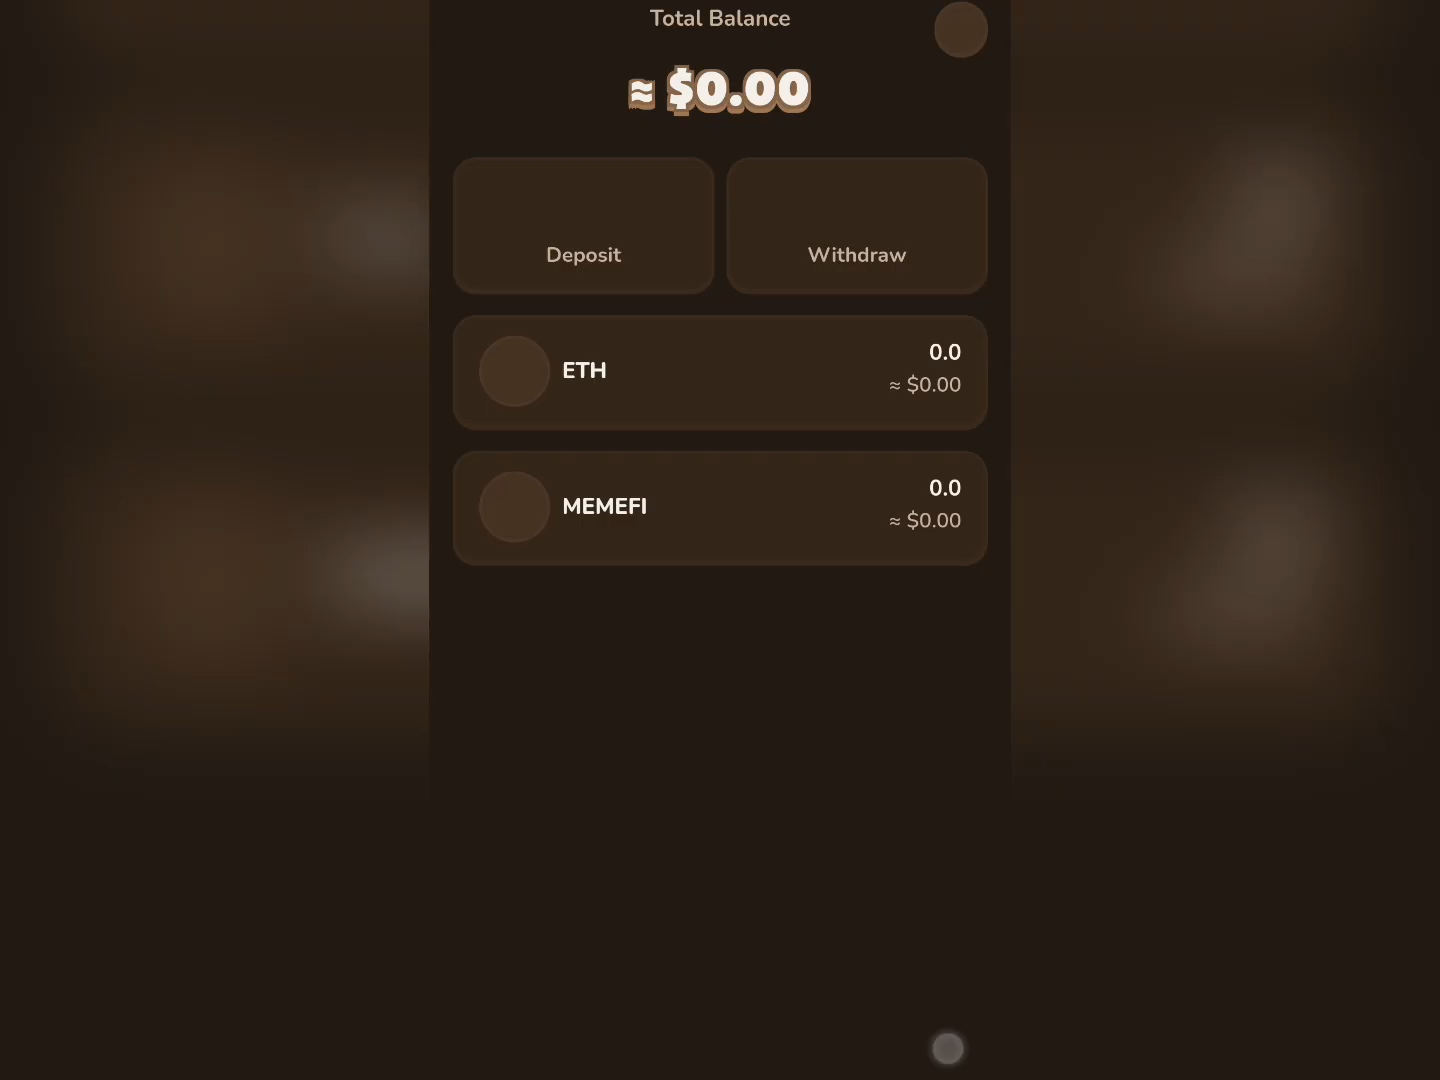 Total Balance
≈ $0.00
Deposit
Withdraw
ETH
0.0
≈ $0.00
MEMEFI
0.0
≈ $0.00